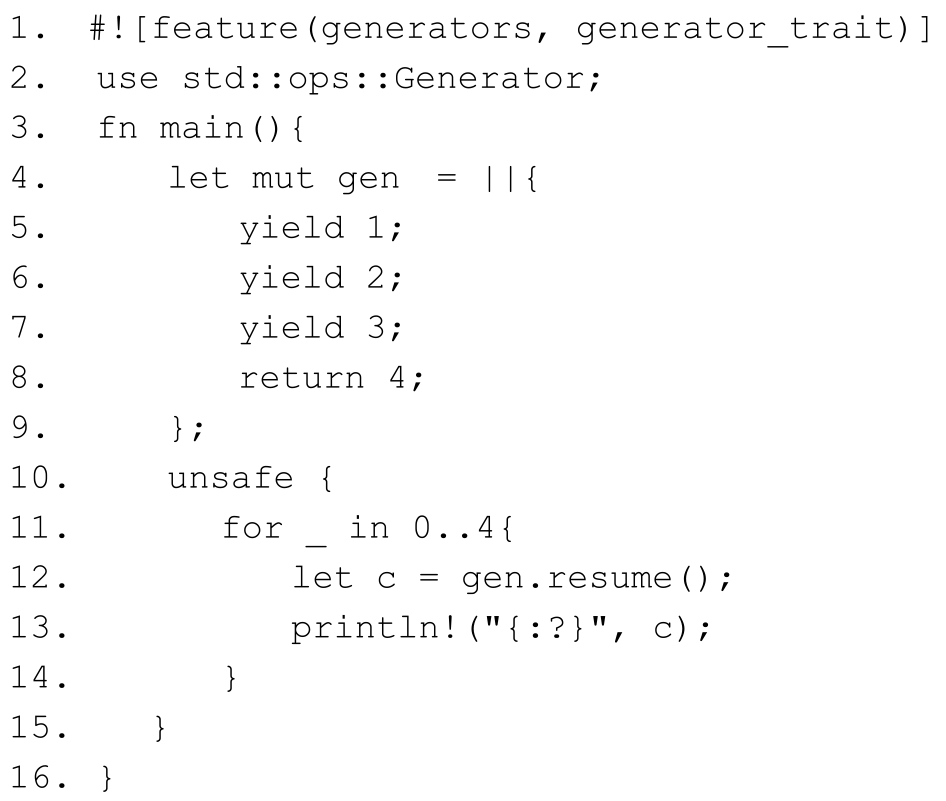 1. #![feature(generators, generator_trait)]
2. use std::ops::Generator;
3. fn main(){
4. let mut gen = ||{
5. yield 1;
6. yield 2;
7. yield 3;
8. return 4;
9. };
10. unsafe {
11. for _ in 0..4{
12. let c = gen.resume();
13. println!("{:?}", c);
14. }
15. }
16. }